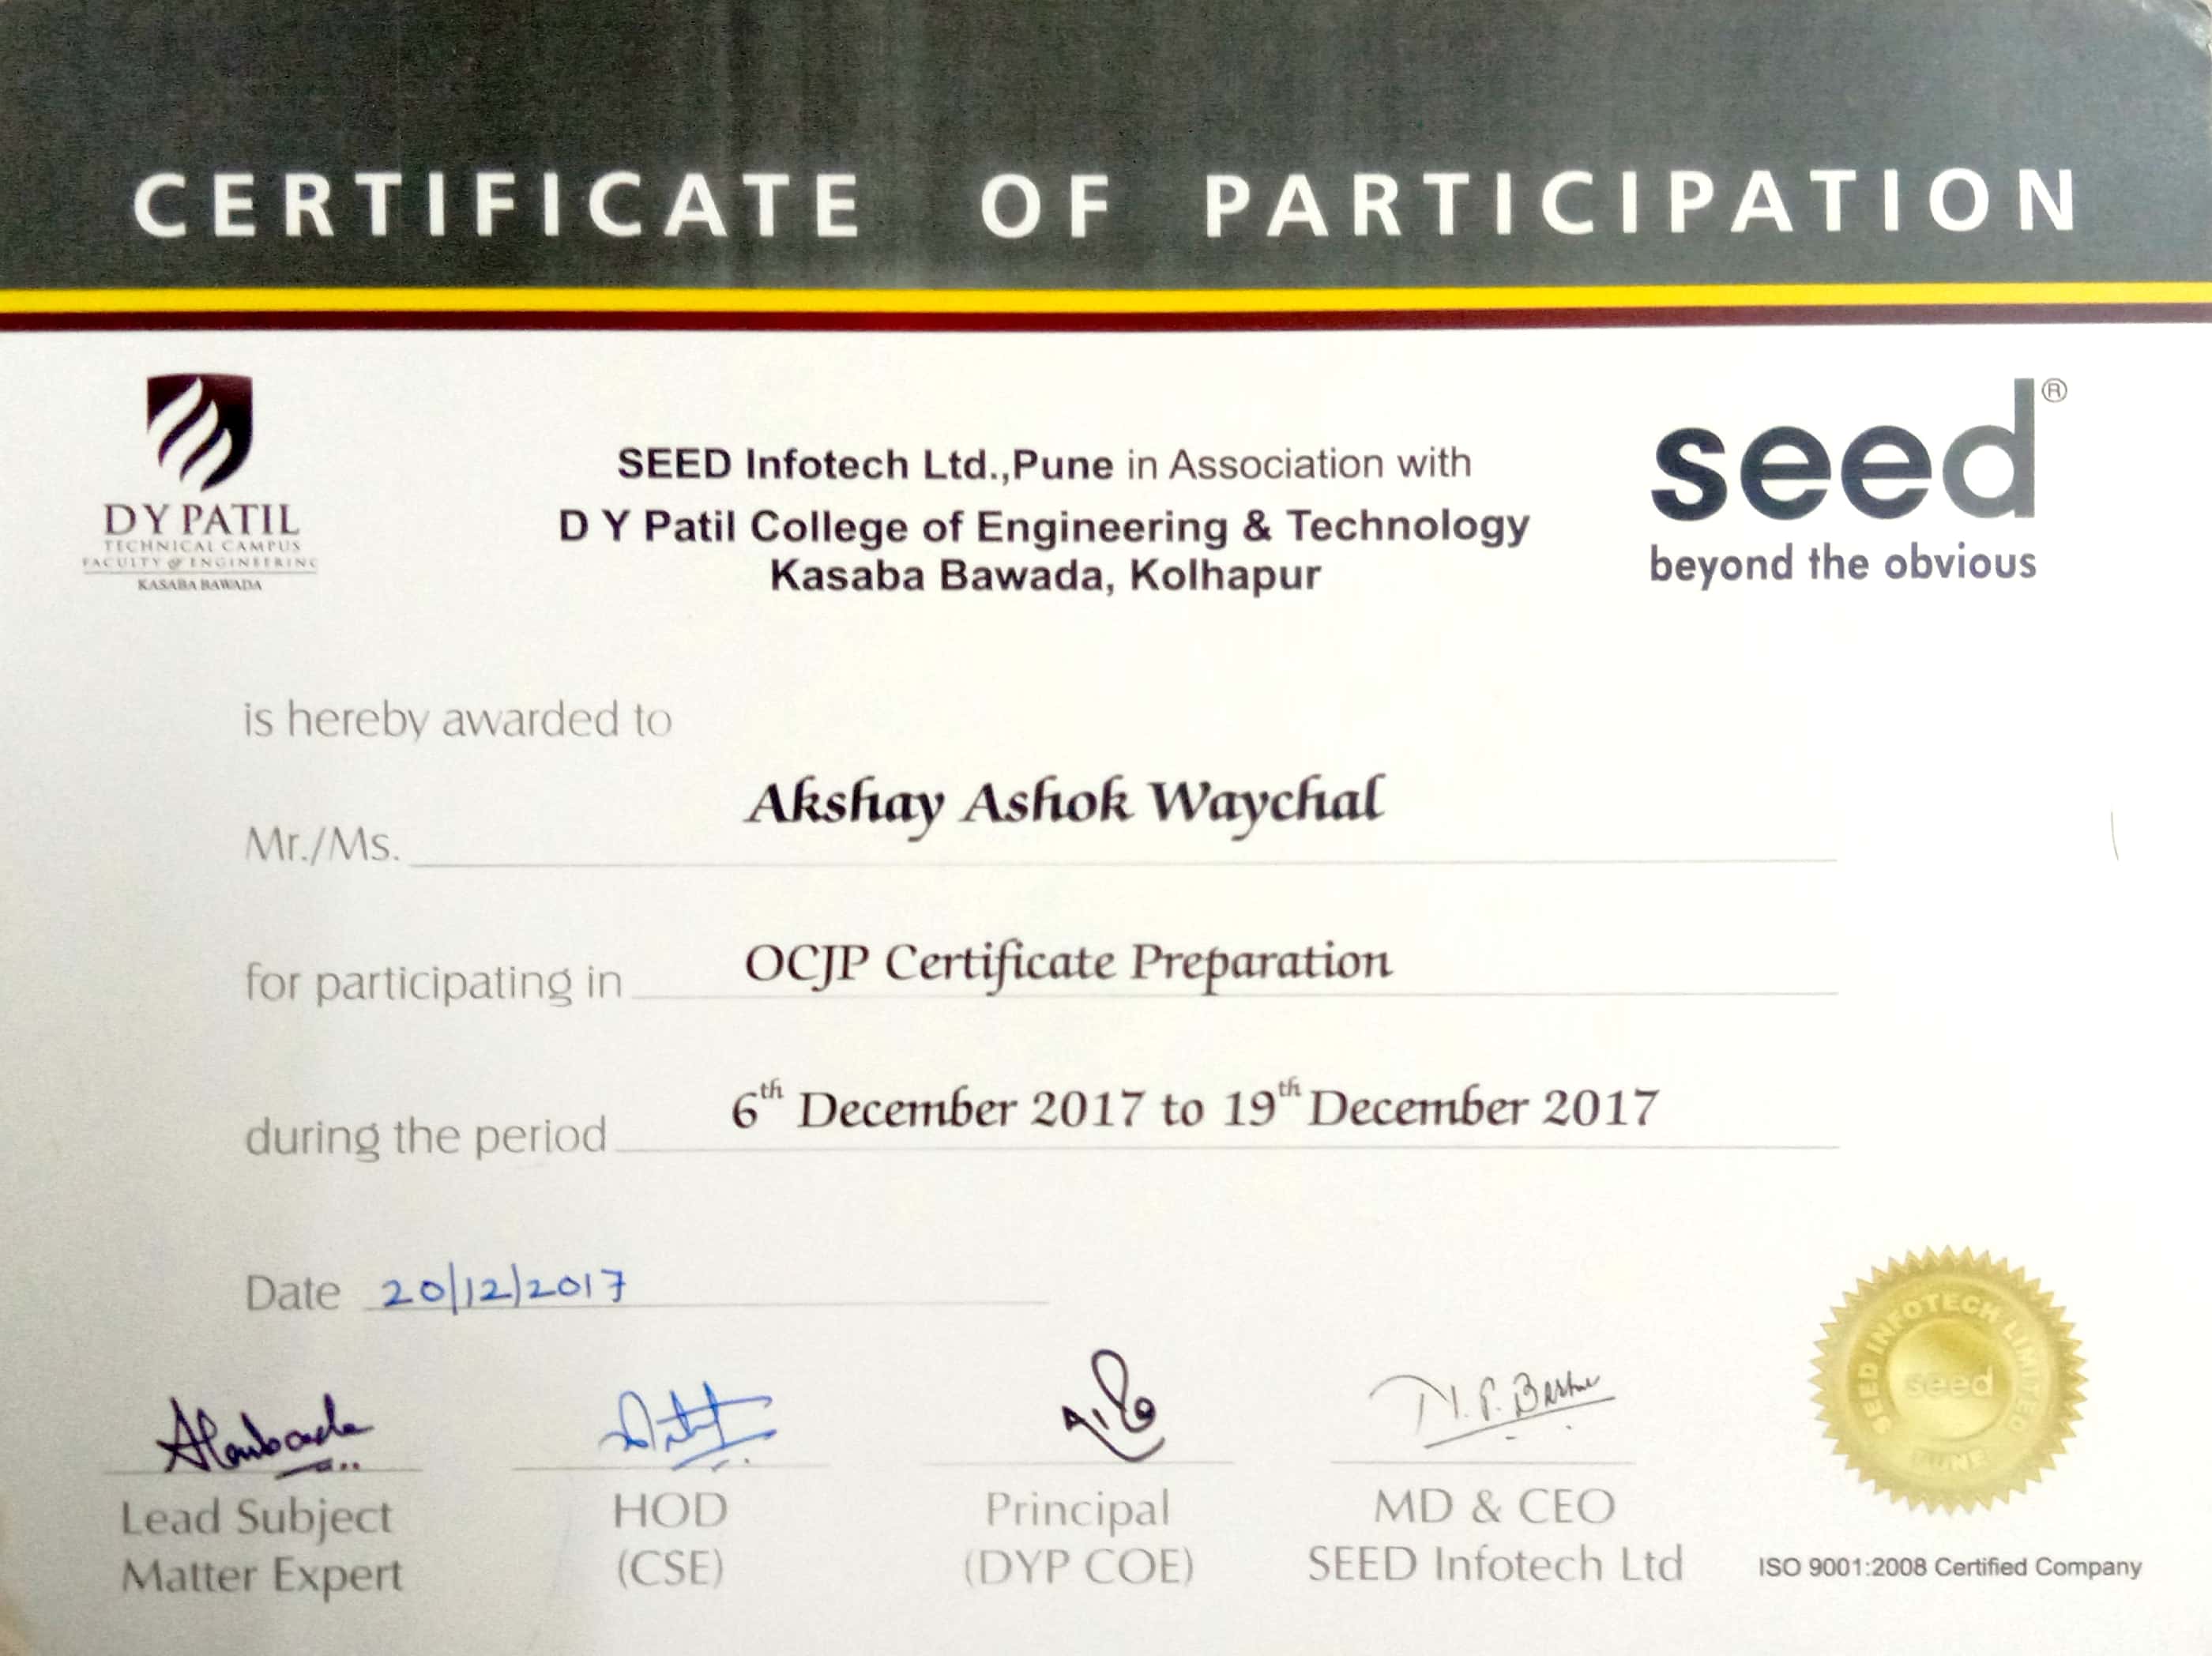 CERTIFICATE OF PARTICIPATION
DY PATIL
TECHNICAL CAMPUS
FACULTY of ENGINEERING
KASABA BAWADA
SEED Infotech Ltd.,Pune in Association with
D Y Patil College of Engineering & Technology
Kasaba Bawada, Kolhapur
seed®
beyond the obvious
is hereby awarded to
Mr./Ms. Akshay Ashok Waychal
for participating in OCJP Certificate Preparation
during the period 6th December 2017 to 19th December 2017
Date 20/12/2017
Lead Subject
Matter Expert
HOD
(CSE)
Principal
(DYP COE)
MD & CEO
SEED Infotech Ltd
SEED INFOTECH LIMITED
seed
PUNE
ISO 9001:2008 Certified Company